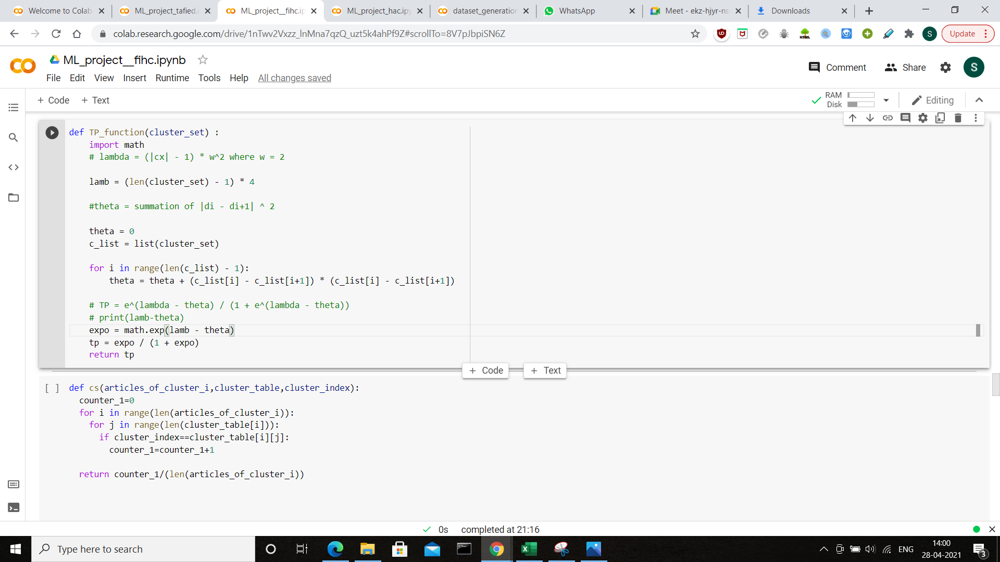 Welcome to Colab
ML_project_tafied.i
ML_project__fihc.ip
ML_project_hac.ipy
dataset_generation
WhatsApp
Meet - ekz-hjyr-ns
Downloads
colab.research.google.com/drive/1nTwv2Vxzz_lnMna7qzQ_uzt5k4ahPf9Z#scrollTo=8V7pJbpiSN6Z
HTML
S
Update
ML_project__fihc.ipynb
Comment
Share
S
File Edit View Insert Runtime Tools Help All changes saved
+ Code + Text
RAM
Disk
Editing
def TP_function(cluster_set) :
    import math
    # lambda = (|cx| - 1) * w^2 where w = 2

    lamb = (len(cluster_set) - 1) * 4

    #theta = summation of |di - di+1| ^ 2

    theta = 0
    c_list = list(cluster_set)

    for i in range(len(c_list) - 1):
        theta = theta + (c_list[i] - c_list[i+1]) * (c_list[i] - c_list[i+1])

    # TP = e^(lambda - theta) / (1 + e^(lambda - theta))
    # print(lamb-theta)
    expo = math.exp(lamb - theta)
    tp = expo / (1 + expo)
    return tp
+ Code + Text
[ ] def cs(articles_of_cluster_i,cluster_table,cluster_index):
  counter_1=0
  for i in range(len(articles_of_cluster_i)):
    for j in range(len(cluster_table[i])):
      if cluster_index==cluster_table[i][j]:
        counter_1=counter_1+1

  return counter_1/(len(articles_of_cluster_i))
0s completed at 21:16
Type here to search
ENG
14:00
28-04-2021
3